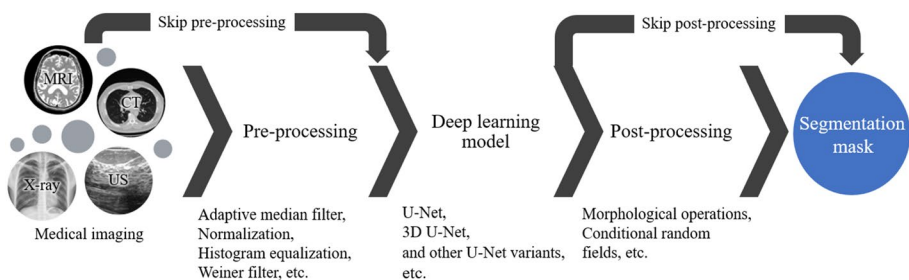 Skip pre-processing
Skip post-processing
MRI
CT
X-ray
US
Medical imaging
Pre-processing
Adaptive median filter,
Normalization,
Histogram equalization,
Weiner filter, etc.
Deep learning
model
U-Net,
3D U-Net,
and other U-Net variants,
etc.
Post-processing
Morphological operations,
Conditional random
fields, etc.
Segmentation
mask